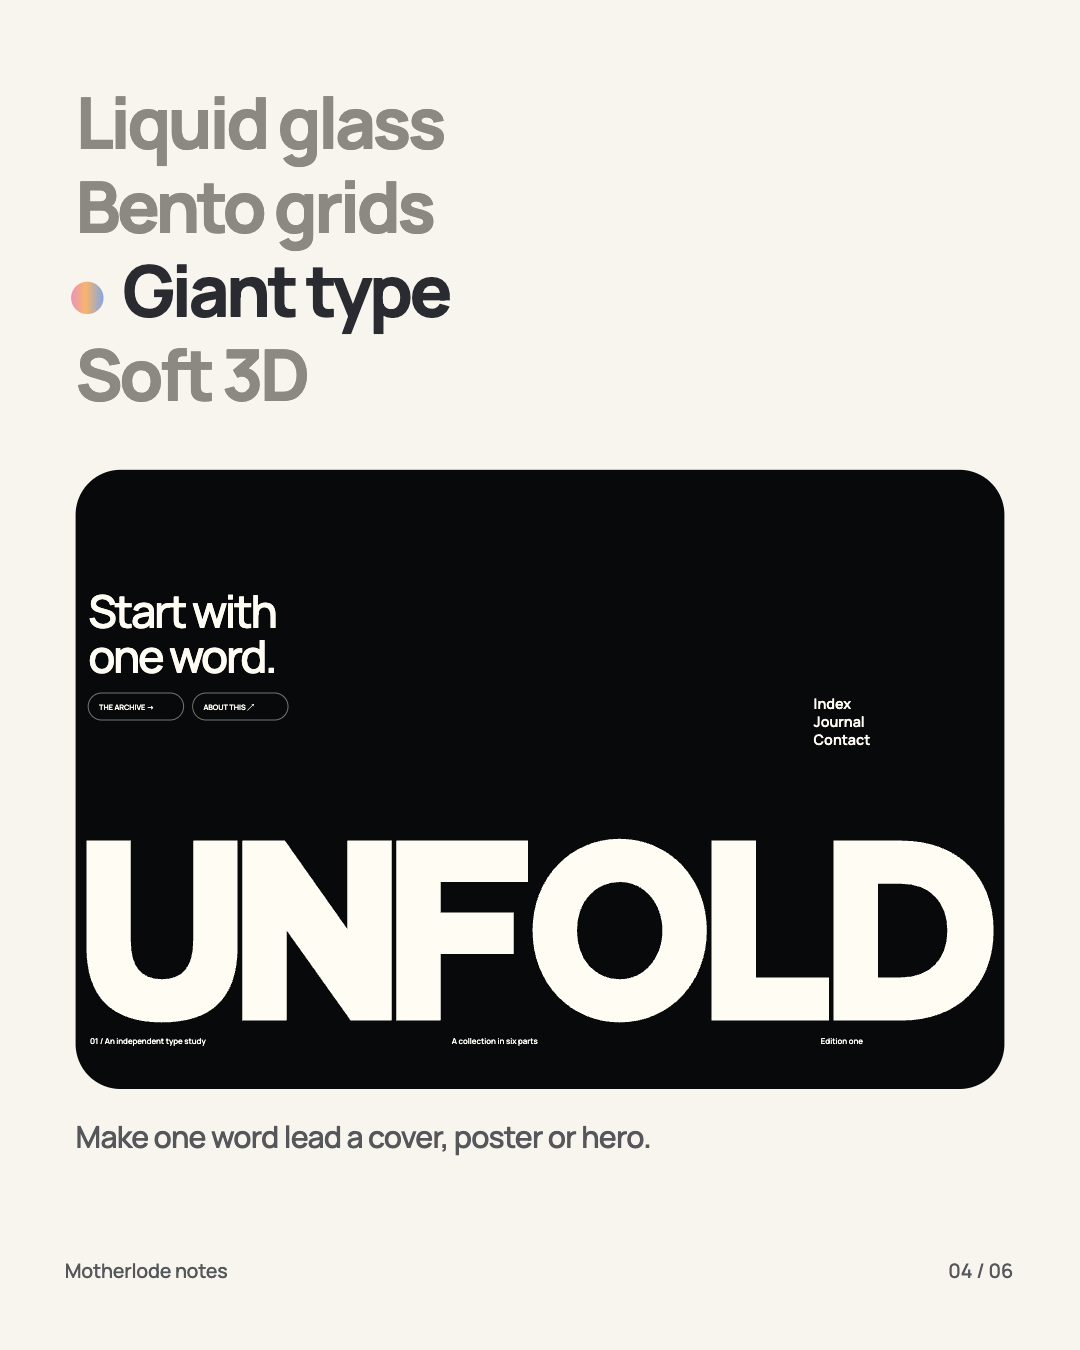 Liquid glass
Bento grids
Giant type
Soft 3D
Start with
one word.
THE ARCHIVE →
ABOUT THIS ↗
Index
Journal
Contact
UNFOLD
01 / An independent type study
A collection in six parts
Edition one
Make one word lead a cover, poster or hero.
Motherlode notes
04 / 06